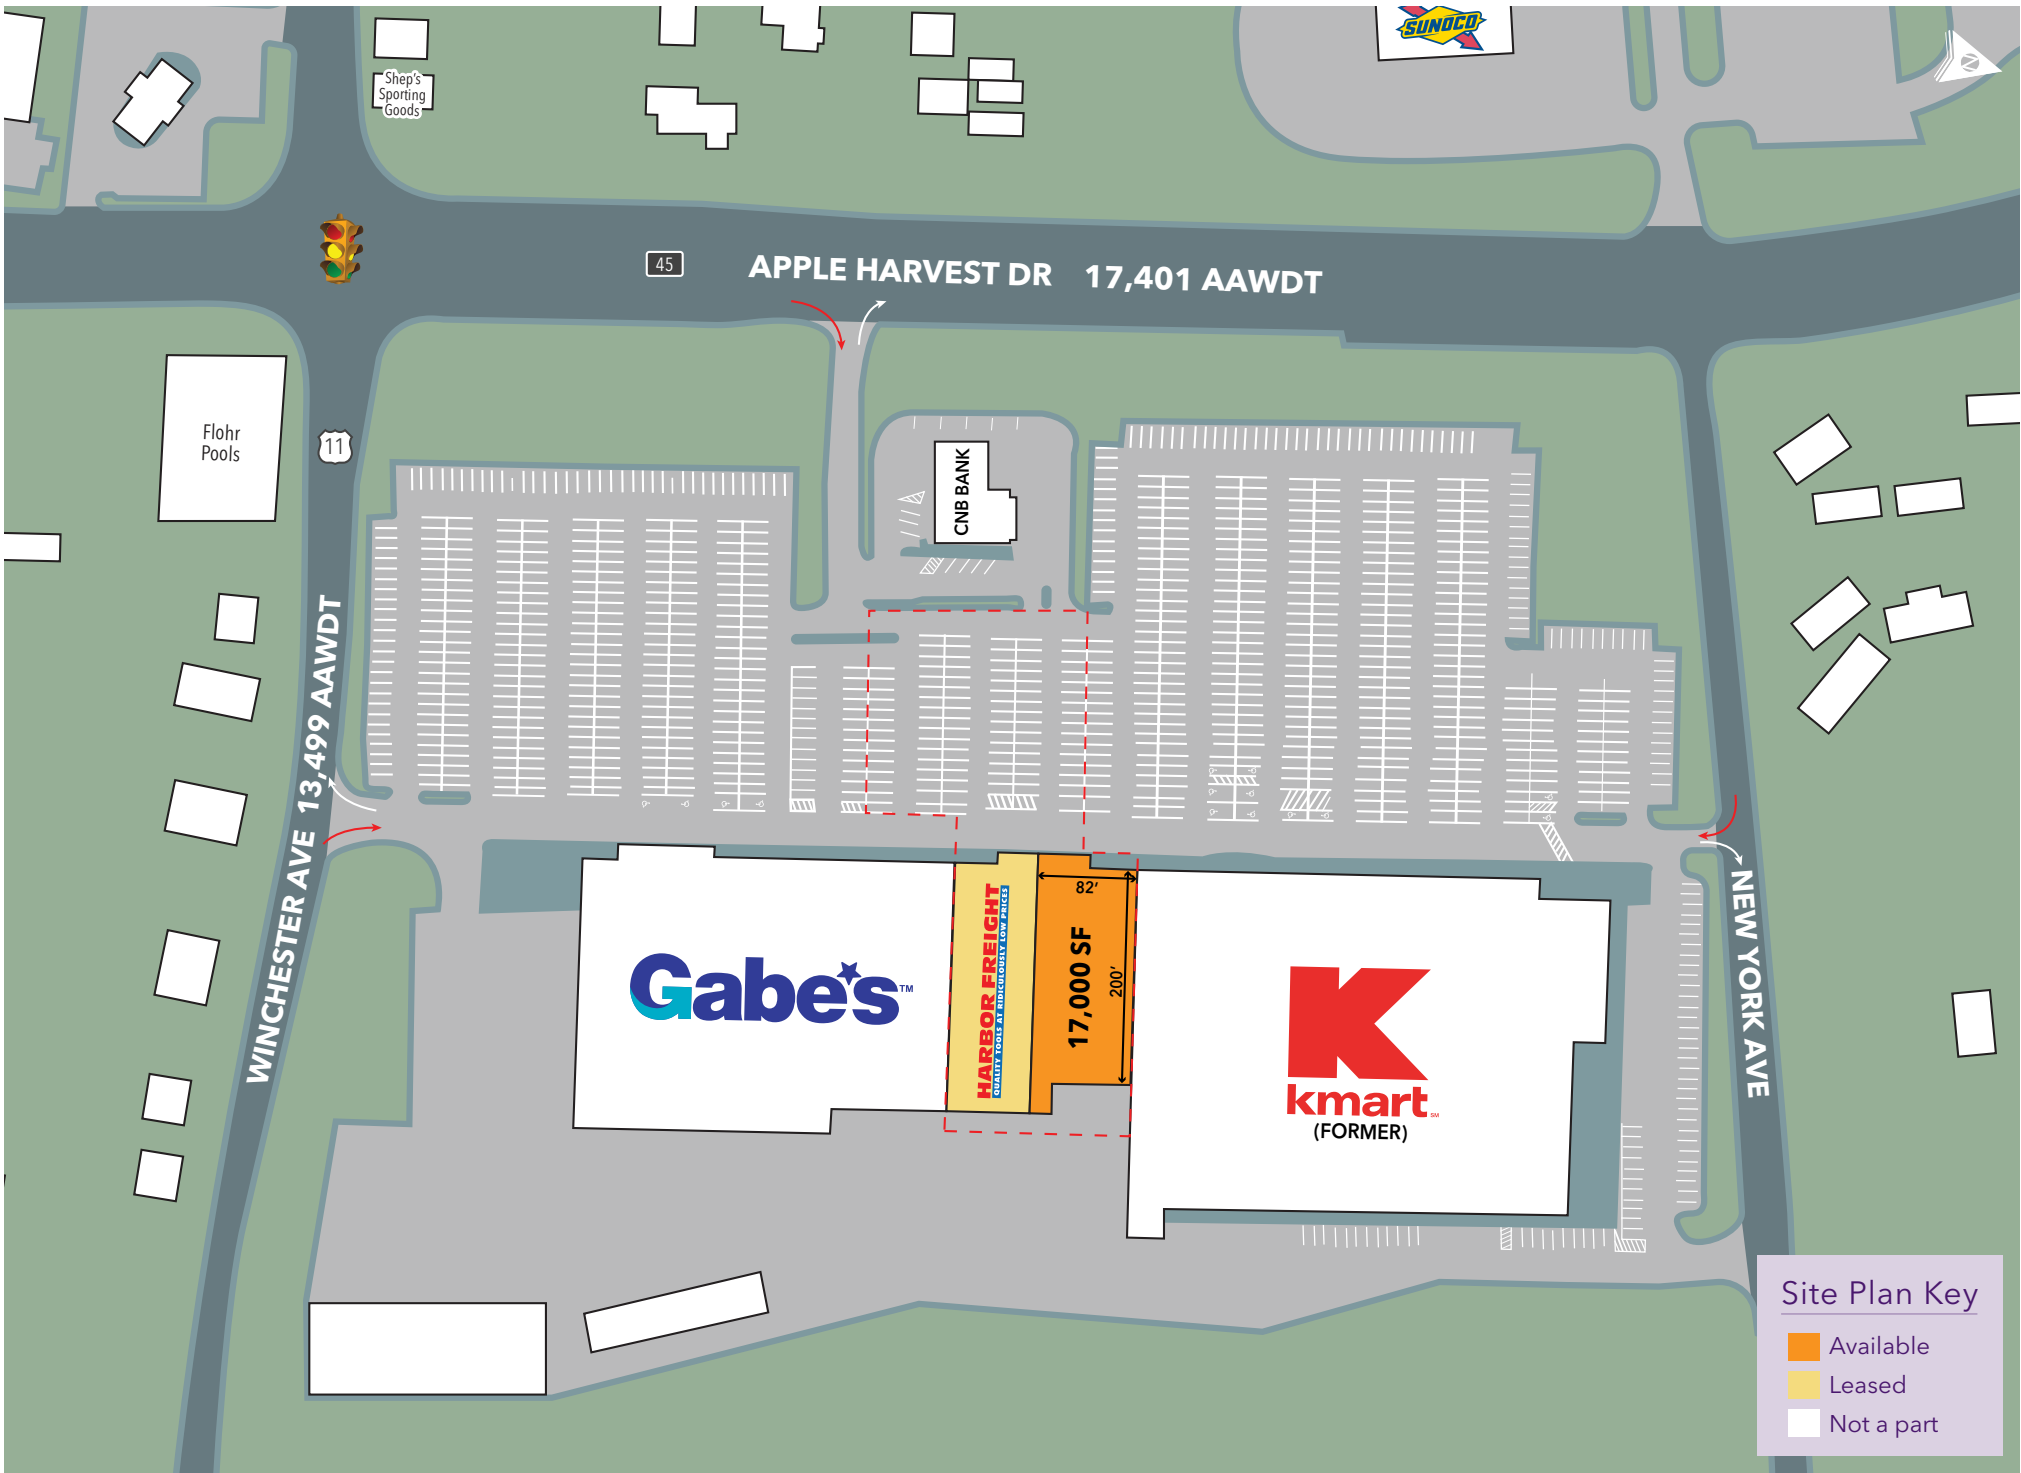 SUNOCO
N
Shep's
Sporting
Goods
45
APPLE HARVEST DR 17,401 AAWDT
Flohr
Pools
11
CNB BANK
WINCHESTER AVE 13,499 AAWDT
NEW YORK AVE
Gabe's™
HARBOR FREIGHT
QUALITY TOOLS AT RIDICULOUSLY LOW PRICES
82'
17,000 SF
200'
K
kmart SM
(FORMER)
Site Plan Key
Available
Leased
Not a part